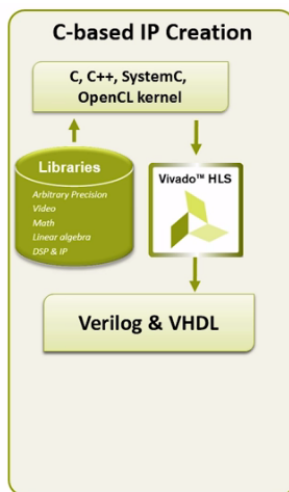 C-based IP Creation
C, C++, SystemC,
OpenCL kernel
Libraries
Arbitrary Precision
Video
Math
Linear algebra
DSP & IP
Vivado™ HLS
Verilog & VHDL